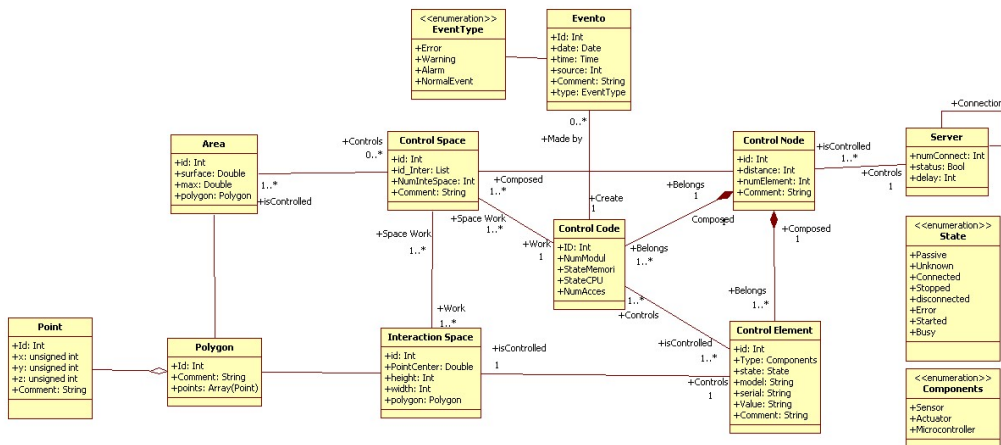 <<enumeration>>
EventType
+Error
+Warning
+Alarm
+NormalEvent
Evento
+Id: Int
+date: Date
+time: Time
+source: Int
+Comment: String
+type: EventType
0..*
+Made by
+Create
1
Area
+id: Int
+surface: Double
+max: Double
+polygon: Polygon
+Controls
0..*
1..*
+isControlled
Control Space
+id: Int
+id_Inter: List
+NumInteSpace: Int
+Comment: String
+Composed
1..*
+Space Work
1..*
+Space Work
1..*
+Work
1
+Work
1..*
Control Node
+id: Int
+distance: Int
+numElement: Int
+Comment: String
+Belongs
1
Composed
1
+Composed
1
+isControlled
1..*
+Controls
1
+Connection
Server
+numConnect: Int
+status: Bool
+delay: Int
Control Code
+ID: Int
+NumModul
+StateMemori
+StateCPU
+NumAcces
+Belongs
1..*
1..*
+Controls
+Belongs
1..*
+isControlled
1..*
<<enumeration>>
State
+Passive
+Unknown
+Connected
+Stopped
+disconnected
+Error
+Started
+Busy
Point
+Id: Int
+x: unsigned int
+y: unsigned int
+z: unsigned int
+Comment: String
Polygon
+Id: Int
+Comment: String
+points: Array(Point)
Interaction Space
+id: Int
+PointCenter: Double
+height: Int
+width: Int
+polygon: Polygon
+isControlled
1
+Controls
1
Control Element
+id: Int
+Type: Components
+state: State
+model: String
+serial: String
+Value: String
+Comment: String
<<enumeration>>
Components
+Sensor
+Actuator
+Microcontroller